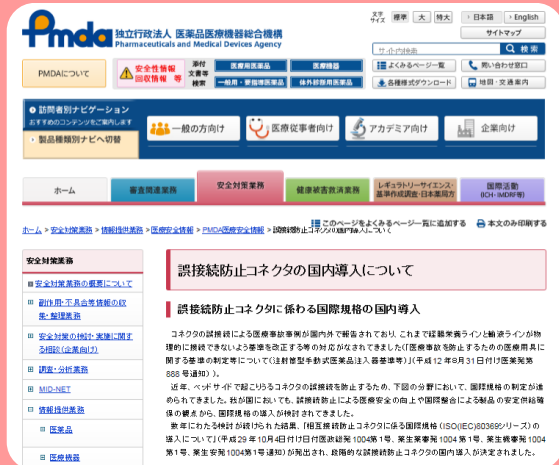 Pmda 独立行政法人 医薬品医療機器総合機構
Pharmaceuticals and Medical Devices Agency
文字サイズ 標準 大 特大
日本語 English
サイトマップ
サイト内検索 検索
PMDAについて
安全性情報 回収情報 等
添付文書等検索
医療用医薬品 医療機器
一般用・要指導医薬品 体外診断用医薬品
よくみるページ一覧 問い合わせ窓口
各種様式ダウンロード 地図・交通案内
訪問者別ナビゲーション
おすすめのコンテンツをご案内します
製品種類別ナビへ切替
一般の方向け 医療従事者向け アカデミア向け 企業向け
ホーム 審査関連業務 安全対策業務 健康被害救済業務 レギュラトリーサイエンス・基準作成調査・日本薬局方 国際活動(ICH・IMDRF等)
このページをよくみるページ一覧に追加する 本文のみ印刷する
ホーム > 安全対策業務 > 情報提供業務 > 医療安全情報 > PMDA医療安全情報 > 誤接続防止コネクタの国内導入について
安全対策業務
安全対策業務の概要について
副作用・不具合等情報の収集・整理業務
安全対策の検討・実施に関する相談(企業向け)
調査・分析業務
MID-NET
情報提供業務
医薬品
医療機器
誤接続防止コネクタの国内導入について
誤接続防止コネクタに係わる国際規格の国内導入
コネクタの誤接続による医療事故事例が国内外で報告されており、これまで経腸栄養ラインと輸液ラインが物
理的に接続できないよう基準を改正する等の対応がなされてきました(「医療事故を防止するための医療用具に
関する基準の制定等について(注射筒型手動式医薬品注入器基準等)」(平成12年8月31日付け医薬発第
888号通知))。
近年、ベッドサイドで起こりうるコネクタの誤接続を防止するため、下図の分野において、国際規格の制定が進
められてきました。我が国においても、誤接続防止による医療安全の向上や国際整合による製品の安定供給確
保の観点から、国際規格の導入が検討されてきました。
数年にわたる検討が続けられた結果、「相互接続防止コネクタに係る国際規格(ISO(IEC)80369シリーズ)の
導入について」(平成29年10月4日付け医政総発1004第1号、薬生薬審発1004第1号、薬生機審発1004
第1号、薬生安発1004第1号通知)が発出され、段階的な誤接続防止コネクタの国内導入が決定されました。